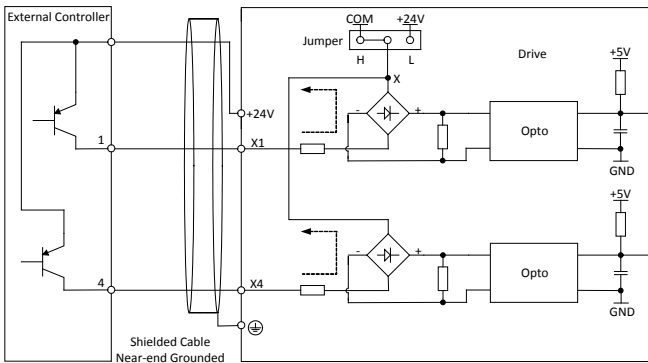 External Controller
COM +24V
Jumper
H L
Drive
+5V
X
+24V
- +
Opto
1
X1
GND
+5V
- +
Opto
4
X4
GND
Shielded Cable
Near-end Grounded